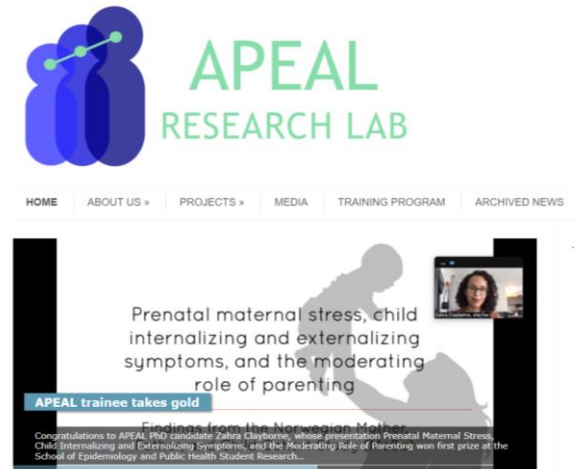 APEAL
RESEARCH LAB
HOME
ABOUT US »
PROJECTS »
MEDIA
TRAINING PROGRAM
ARCHIVED NEWS
Prenatal maternal stress, child
internalizing and externalizing
symptoms, and the moderating
role of parenting
APEAL trainee takes gold
Findings from the Norwegian Mother,
Congratulations to APEAL PhD candidate Zahra Clayborne, whose presentation Prenatal Maternal Stress,
Child Internalizing and Externalizing Symptoms, and the Moderating Role of Parenting won first prize at the
School of Epidemiology and Public Health Student Research...